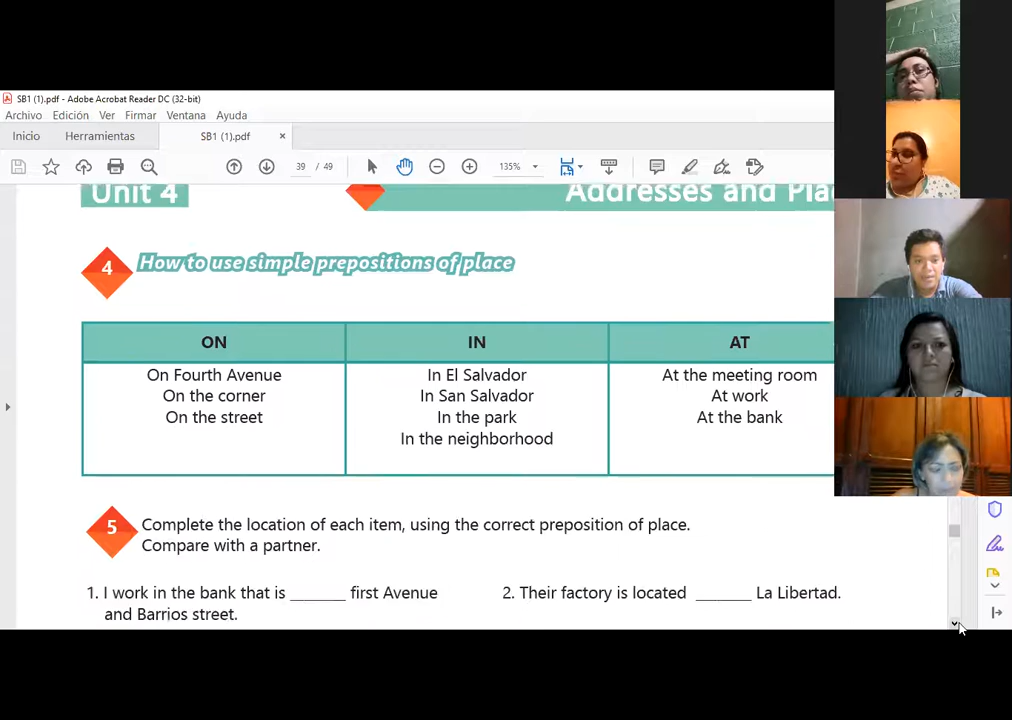 SB1 (1).pdf - Adobe Acrobat Reader DC (32-bit)
Archivo Edición Ver Firmar Ventana Ayuda
Inicio Herramientas SB1 (1).pdf ×
39 / 49 135%
Unit 4 Addresses and Pla
4 How to use simple prepositions of place
ON IN AT
On Fourth Avenue In El Salvador At the meeting room
On the corner In San Salvador At work
On the street In the park At the bank
In the neighborhood
5 Complete the location of each item, using the correct preposition of place.
Compare with a partner.
1. I work in the bank that is _______ first Avenue 2. Their factory is located _______ La Libertad.
and Barrios street.